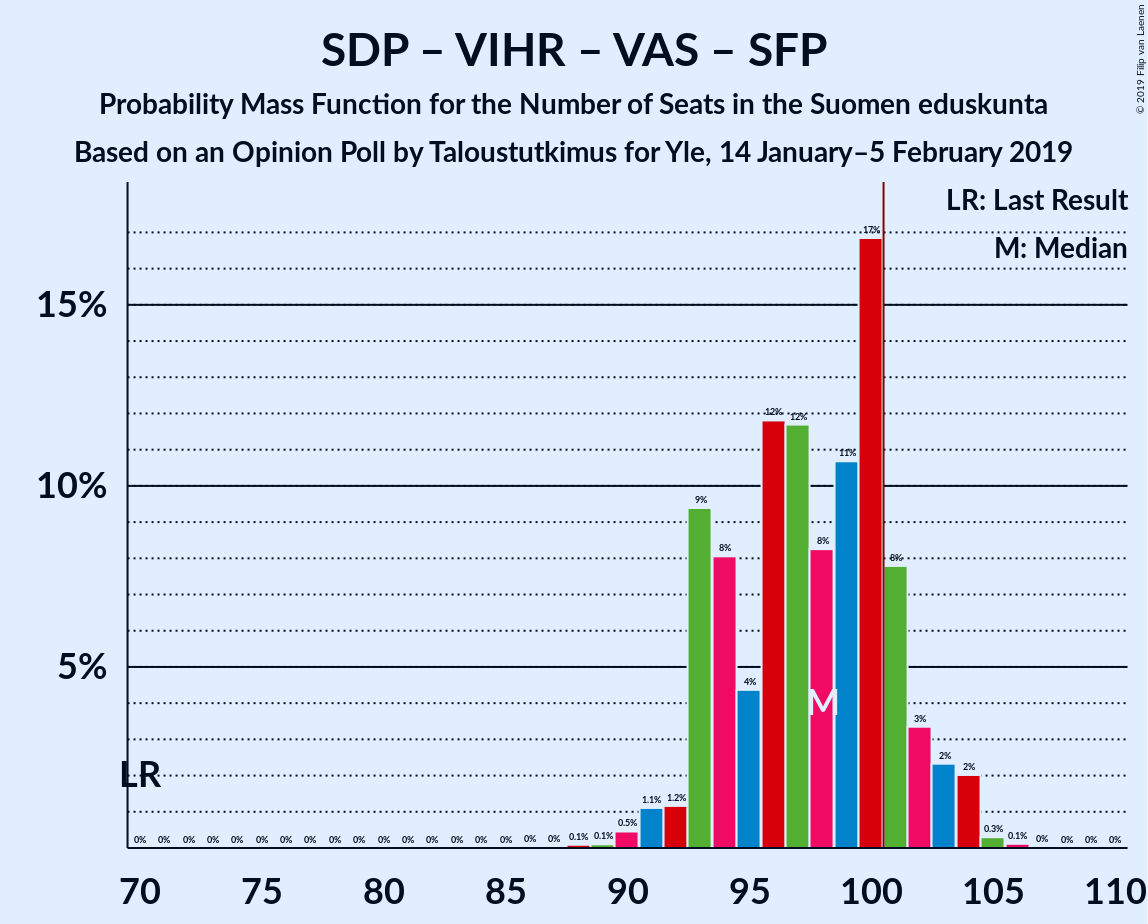 SDP – VIHR – VAS – SFP
Probability Mass Function for the Number of Seats in the Suomen eduskunta
Based on an Opinion Poll by Taloustutkimus for Yle, 14 January–5 February 2019
© 2019 Filip van Laenen
LR: Last Result
M: Median
15%
10%
5%
LR
M
0% 0% 0% 0% 0% 0% 0% 0% 0% 0% 0% 0% 0% 0% 0% 0% 0% 0% 0.1% 0.1% 0.5% 1.1% 1.2% 9% 8% 4% 12% 12% 8% 11% 17% 8% 3% 2% 2% 0.3% 0.1% 0% 0% 0% 0%
70 75 80 85 90 95 100 105 110